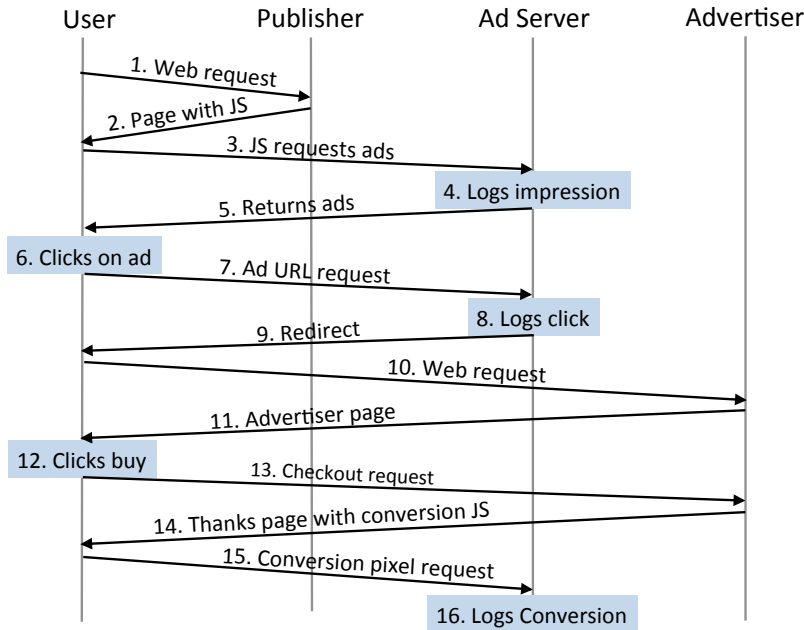 User
Publisher
Ad Server
Advertiser
1. Web request
2. Page with JS
3. JS requests ads
4. Logs impression
5. Returns ads
6. Clicks on ad
7. Ad URL request
8. Logs click
9. Redirect
10. Web request
11. Advertiser page
12. Clicks buy
13. Checkout request
14. Thanks page with conversion JS
15. Conversion pixel request
16. Logs Conversion